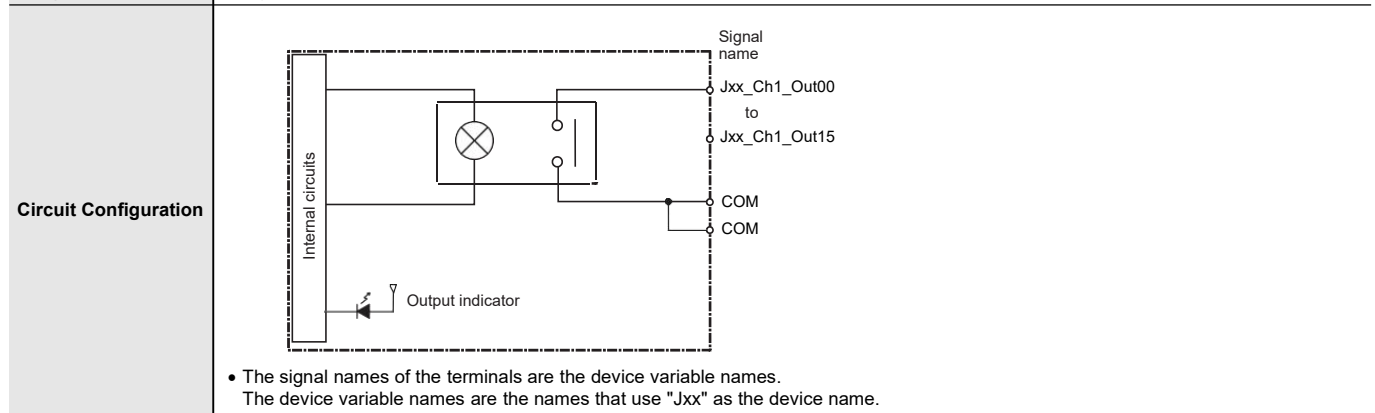 Circuit Configuration
Signal
name
Jxx_Ch1_Out00
to
Jxx_Ch1_Out15
COM
COM
Internal circuits
Output indicator
• The signal names of the terminals are the device variable names.
The device variable names are the names that use "Jxx" as the device name.